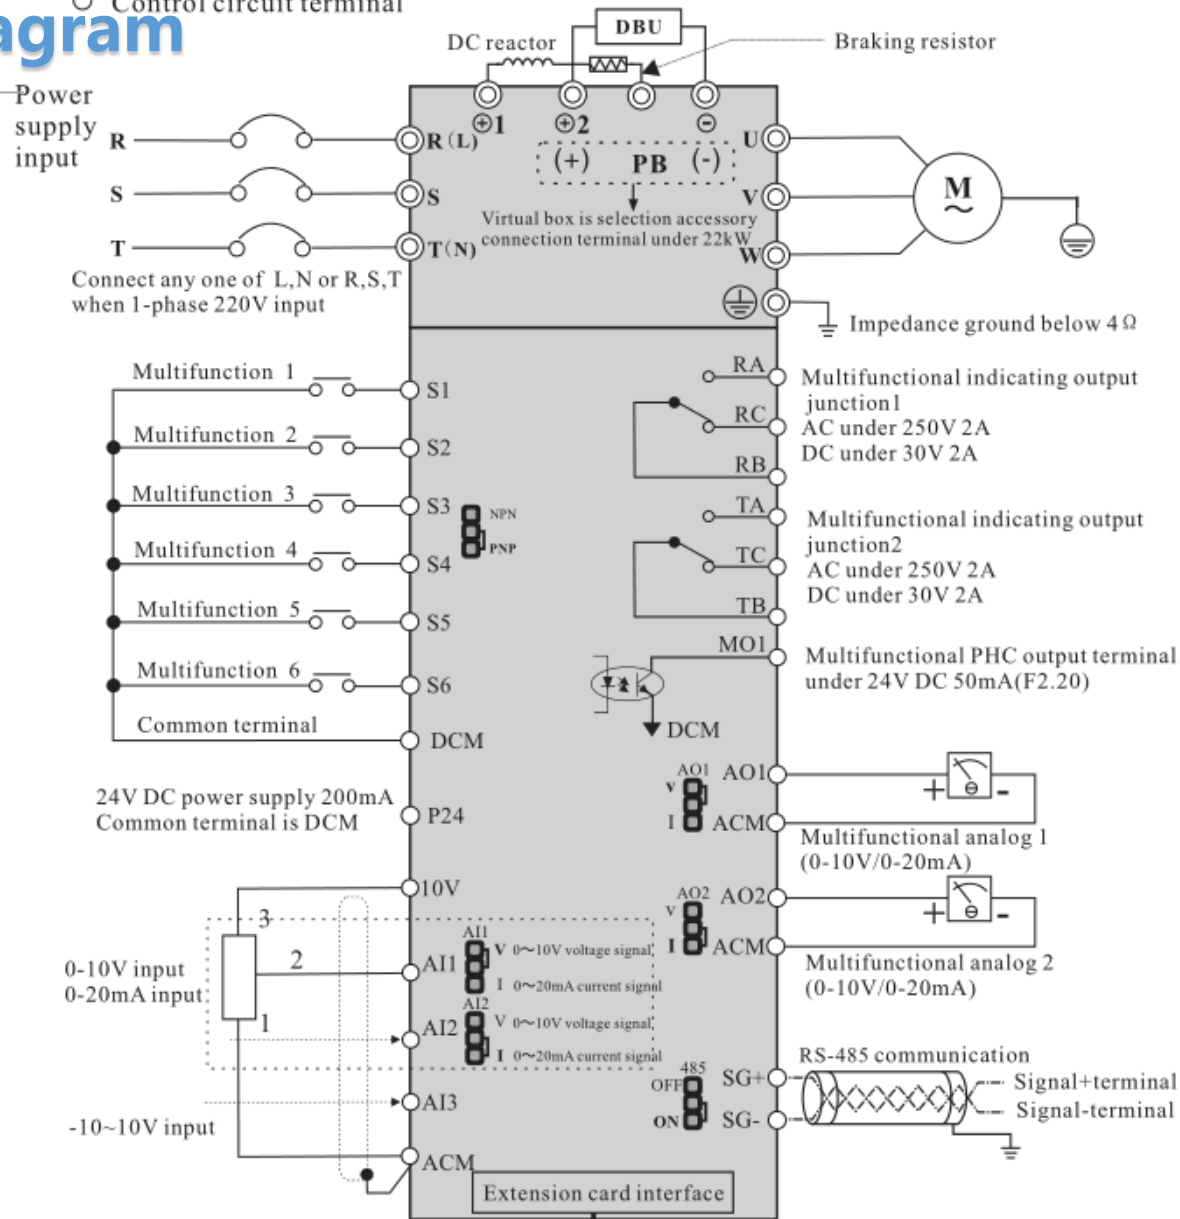 Control circuit terminal
agram
DBU
DC reactor
Braking resistor
Power
supply
input
⊕1
⊕2
⊖
R
R(L)
(+) PB (-)
U
S
S
V
M
~
Virtual box is selection accessory
connection terminal under 22kW
T
T(N)
W
Connect any one of L,N or R,S,T
when 1-phase 220V input
Impedance ground below 4Ω
Multifunction 1
S1
Multifunction 2
S2
Multifunction 3
S3
NPN
PNP
Multifunction 4
S4
Multifunction 5
S5
Multifunction 6
S6
Common terminal
DCM
24V DC power supply 200mA
Common terminal is DCM
P24
RA
RC
RB
Multifunctional indicating output
junction1
AC under 250V 2A
DC under 30V 2A
TA
TC
TB
Multifunctional indicating output
junction2
AC under 250V 2A
DC under 30V 2A
MO1
Multifunctional PHC output terminal
under 24V DC 50mA(F2.20)
DCM
AO1
V
I
AO1
ACM
+ -
Multifunctional analog 1
(0-10V/0-20mA)
AO2
V
I
AO2
ACM
+ -
Multifunctional analog 2
(0-10V/0-20mA)
10V
3
2
1
0-10V input
0-20mA input
AI1
AI1
V 0～10V voltage signal
I 0～20mA current signal
AI2
AI2
V 0～10V voltage signal
I 0～20mA current signal
AI3
-10~10V input
ACM
485
OFF
ON
SG+
SG-
RS-485 communication
Signal+terminal
Signal-terminal
Extension card interface